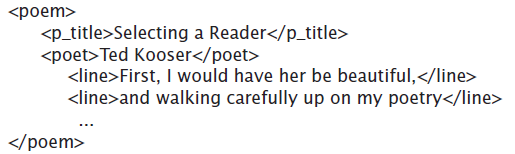 <poem>
<p_title>Selecting a Reader</p_title>
<poet>Ted Kooser</poet>
<line>First, I would have her be beautiful,</line>
<line>and walking carefully up on my poetry</line>
...
</poem>